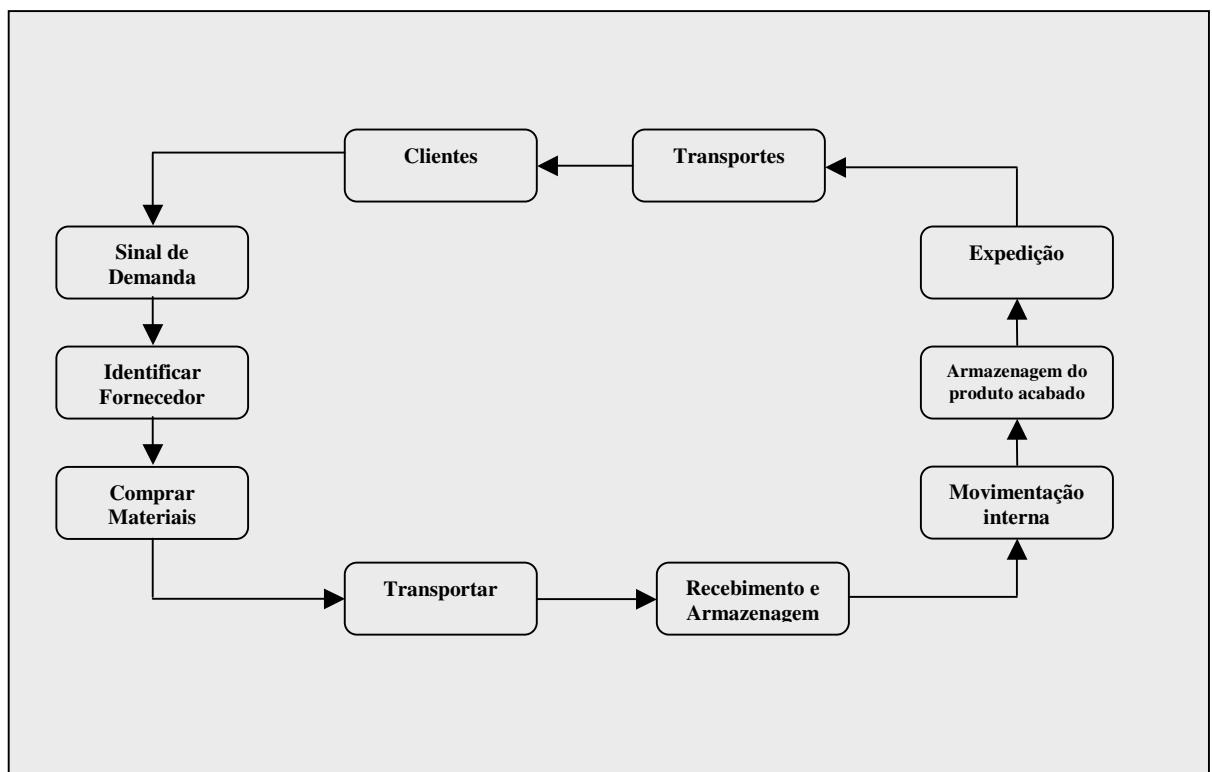 Clientes
Transportes
Sinal de
Demanda
Expedição
Identificar
Fornecedor
Armazenagem do
produto acabado
Comprar
Materiais
Movimentação
interna
Transportar
Recebimento e
Armazenagem